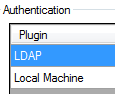 Authentication
Plugin
LDAP
Local Machine